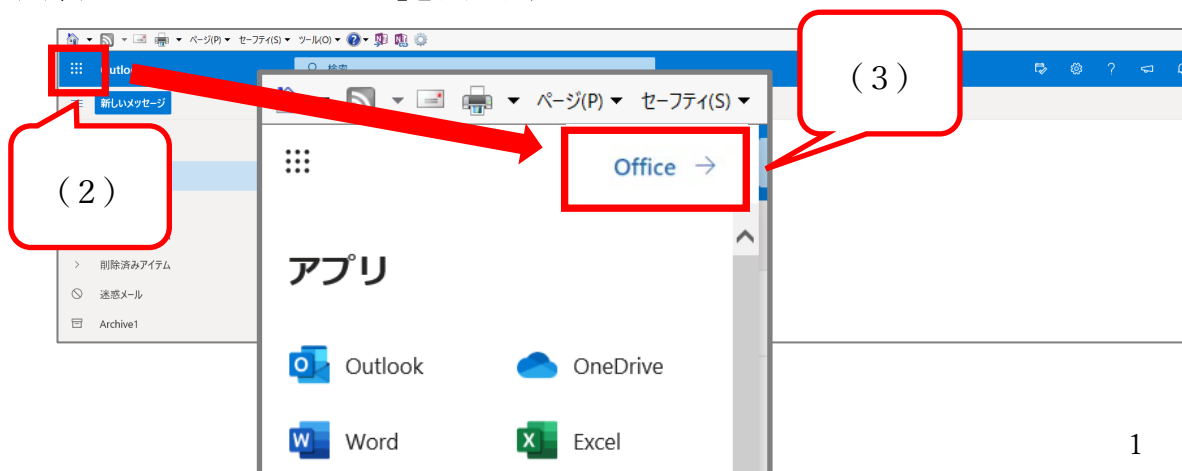 ページ(P) セーフティ(S) ツール(O)
検索
新しいメッセージ
(3)
ページ(P) セーフティ(S)
(2)
Office →
アプリ
削除済みアイテム
迷惑メール
Archive1
Outlook OneDrive
Word Excel
1